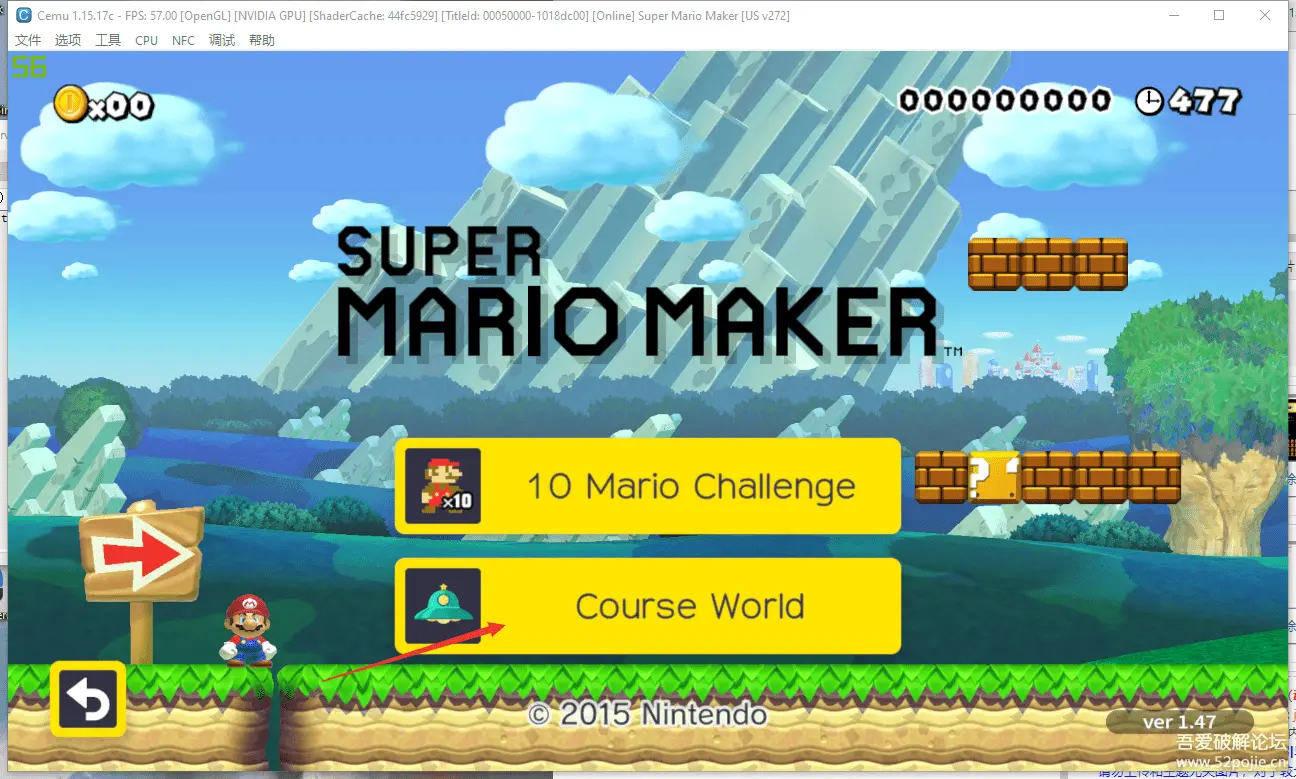 Cemu 1.15.17c - FPS: 57.00 [OpenGL] [NVIDIA GPU] [ShaderCache: 44fc5929] [TitleId: 00050000-1018dc00] [Online] Super Mario Maker [US v272]
文件 选项 工具 CPU NFC 调试 帮助
56
x00
000000000 477
SUPER
MARIO MAKER TM
x10 10 Mario Challenge
Course World
© 2015 Nintendo
ver 1.47
吾爱破解论坛
www.52pojie.cn